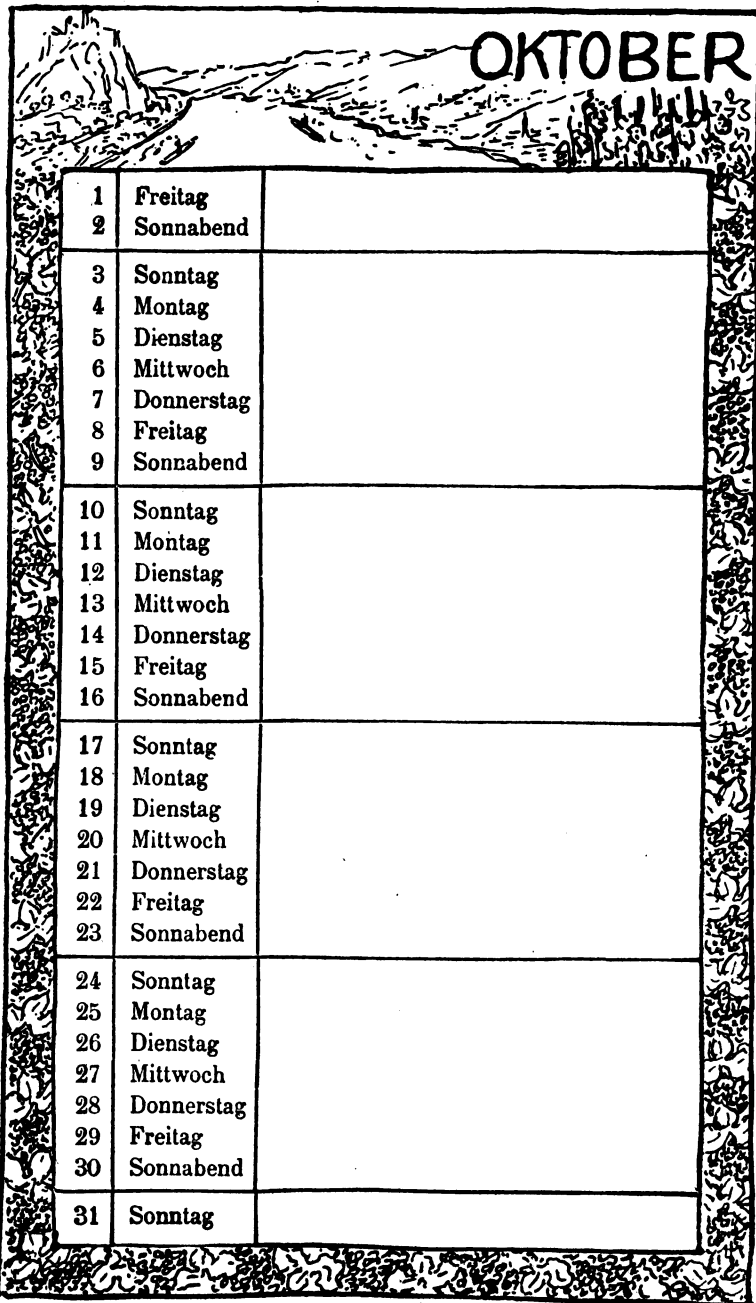 OKTOBER
1 Freitag
2 Sonnabend
3 Sonntag
4 Montag
5 Dienstag
6 Mittwoch
7 Donnerstag
8 Freitag
9 Sonnabend
10 Sonntag
11 Montag
12 Dienstag
13 Mittwoch
14 Donnerstag
15 Freitag
16 Sonnabend
17 Sonntag
18 Montag
19 Dienstag
20 Mittwoch
21 Donnerstag
22 Freitag
23 Sonnabend
24 Sonntag
25 Montag
26 Dienstag
27 Mittwoch
28 Donnerstag
29 Freitag
30 Sonnabend
31 Sonntag